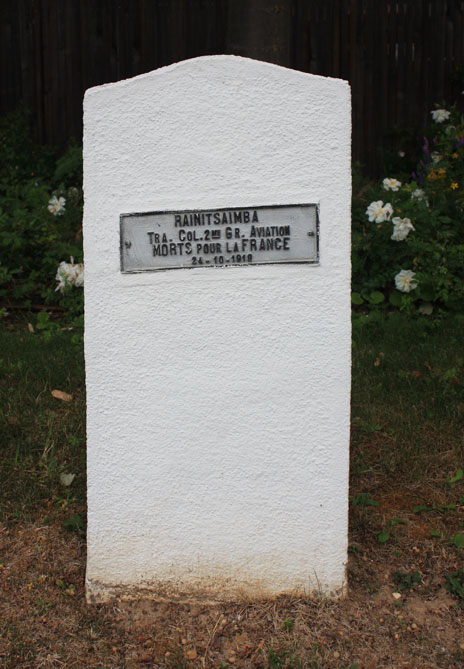 RAINITSAIMBA
TRA. COL. 2ME GR. AVIATION
MORTS POUR LA FRANCE
24-10-1918